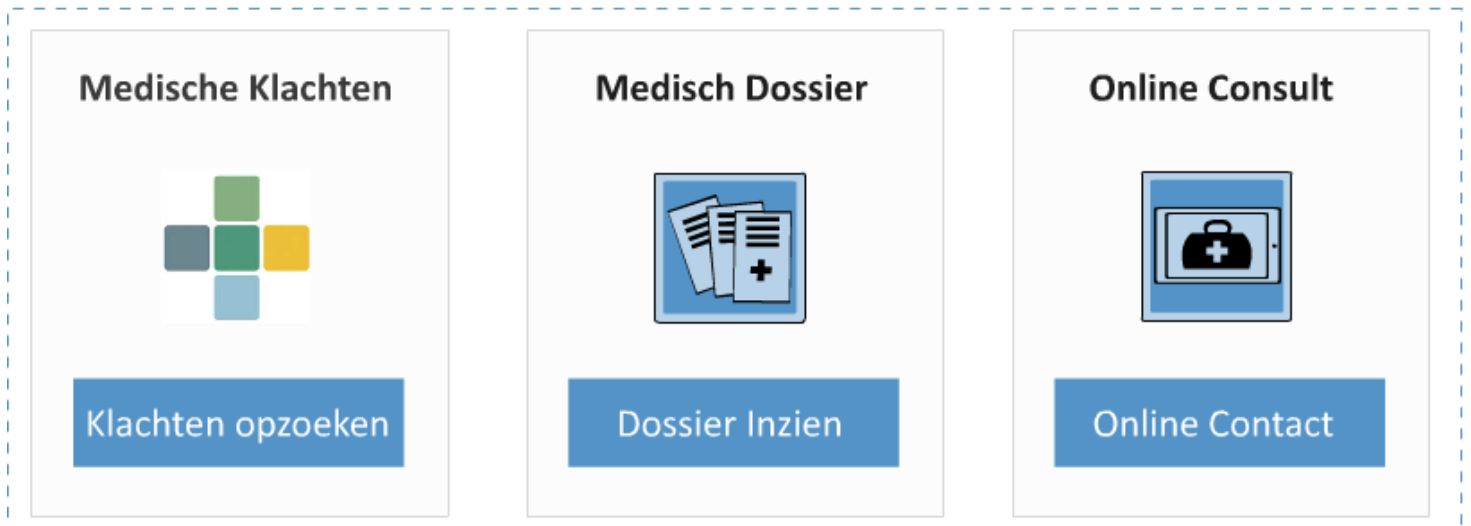 Medische Klachten
Medisch Dossier
Online Consult
Klachten opzoeken
Dossier Inzien
Online Contact